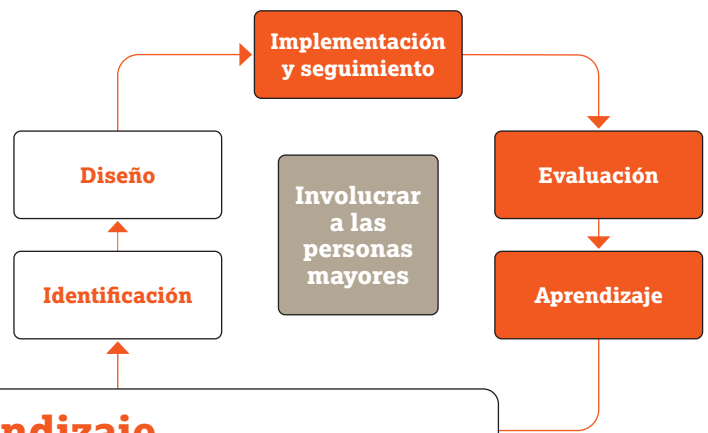 Implementación
y seguimiento
Diseño
Involucrar
a las
personas
mayores
Evaluación
Identificación
Aprendizaje